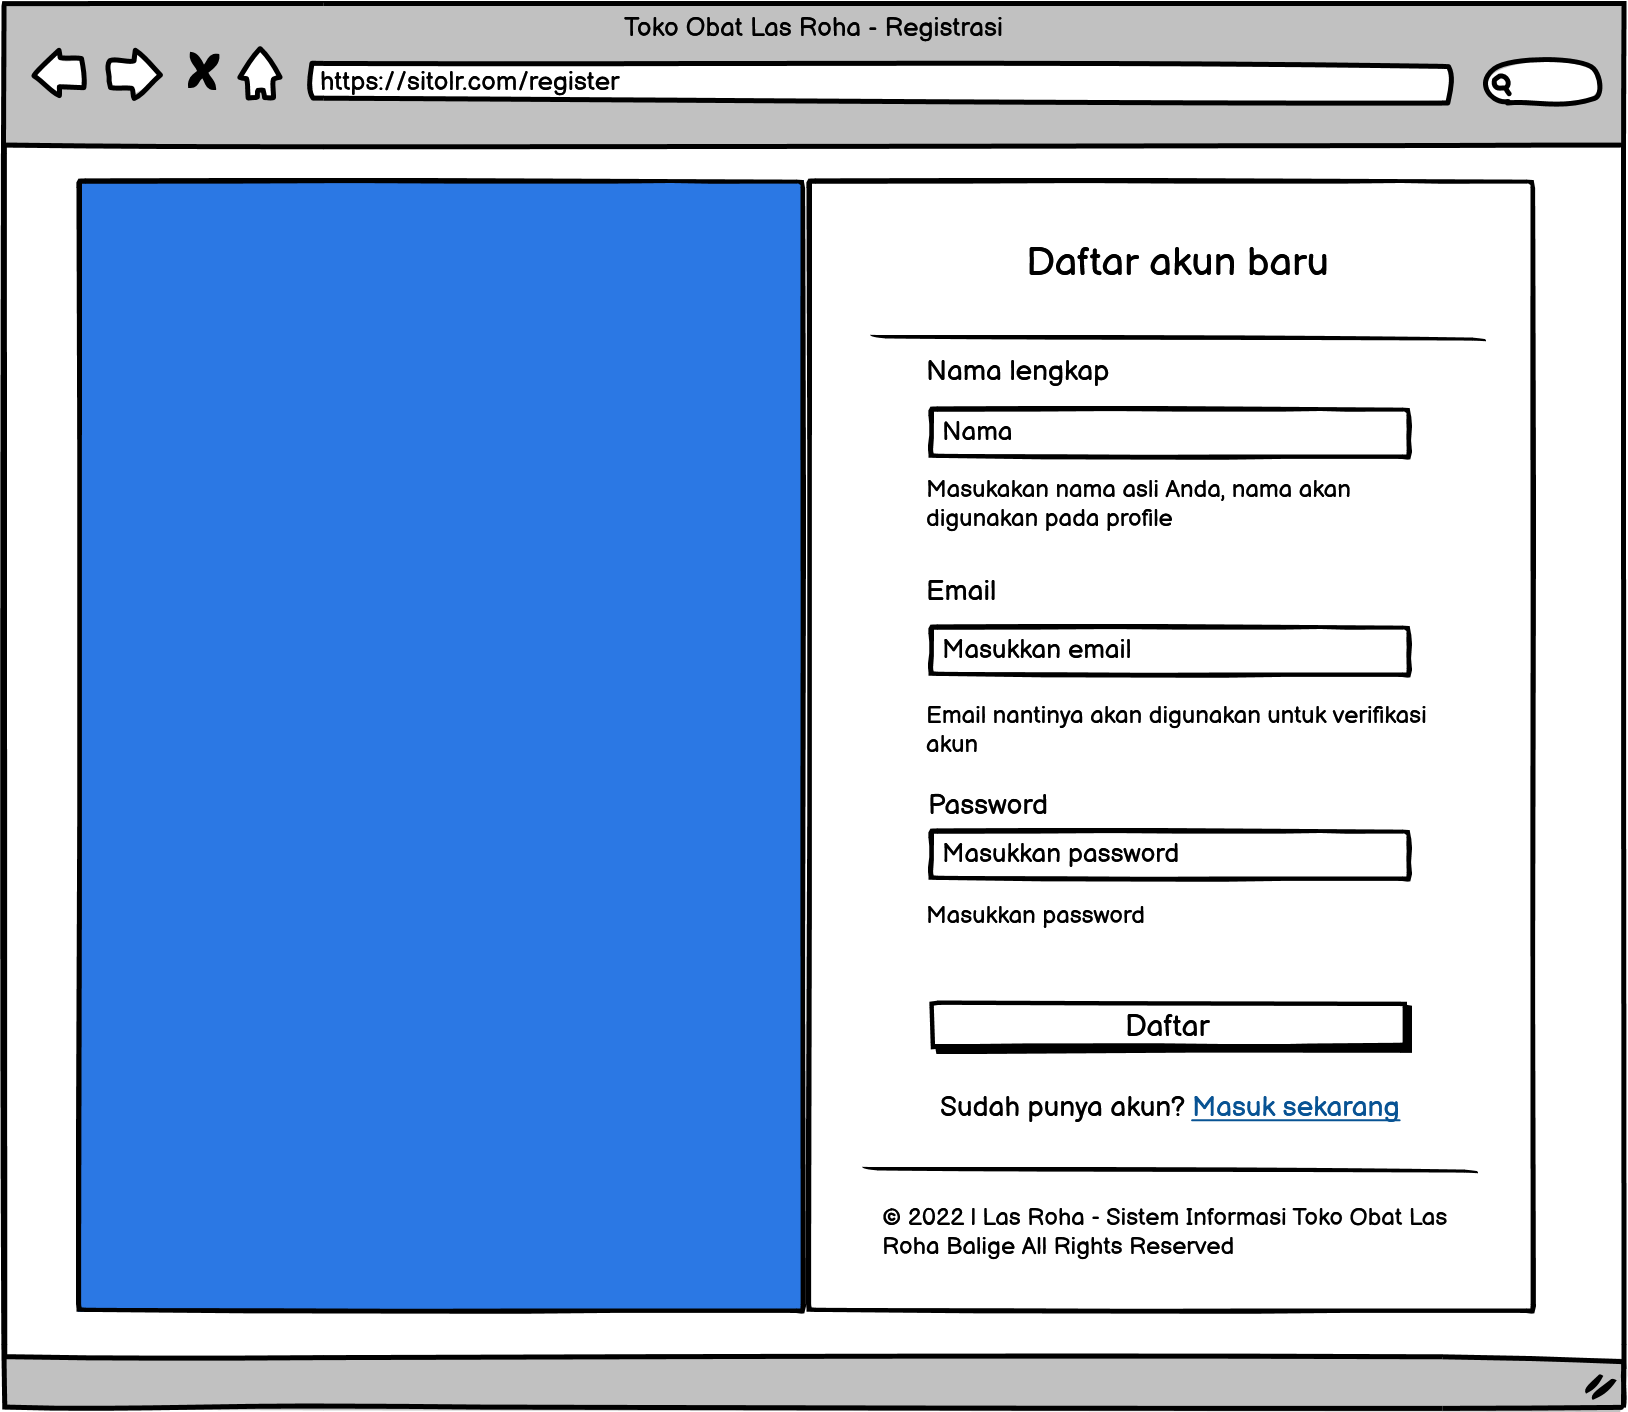 Toko Obat Las Roha - Registrasi
https://sitolr.com/register
Daftar akun baru
Nama lengkap
Nama
Masukakan nama asli Anda, nama akan
digunakan pada profile
Email
Masukkan email
Email nantinya akan digunakan untuk verifikasi
akun
Password
Masukkan password
Masukkan password
Daftar
Sudah punya akun? Masuk sekarang
© 2022 | Las Roha - Sistem Informasi Toko Obat Las
Roha Balige All Rights Reserved